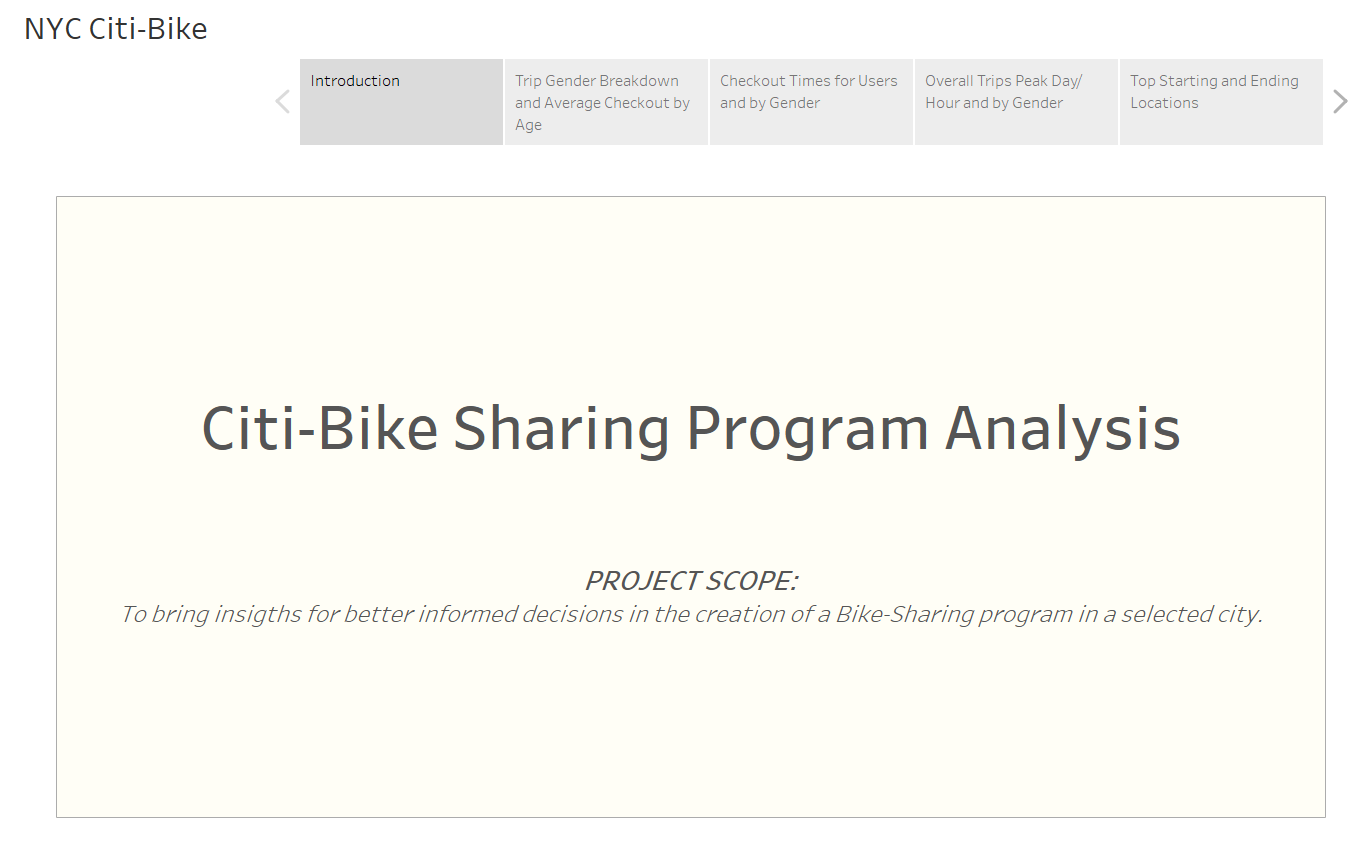 NYC Citi-Bike
Introduction
Trip Gender Breakdown
and Average Checkout by
Age
Checkout Times for Users
and by Gender
Overall Trips Peak Day/
Hour and by Gender
Top Starting and Ending
Locations
Citi-Bike Sharing Program Analysis
PROJECT SCOPE:
To bring insigths for better informed decisions in the creation of a Bike-Sharing program in a selected city.